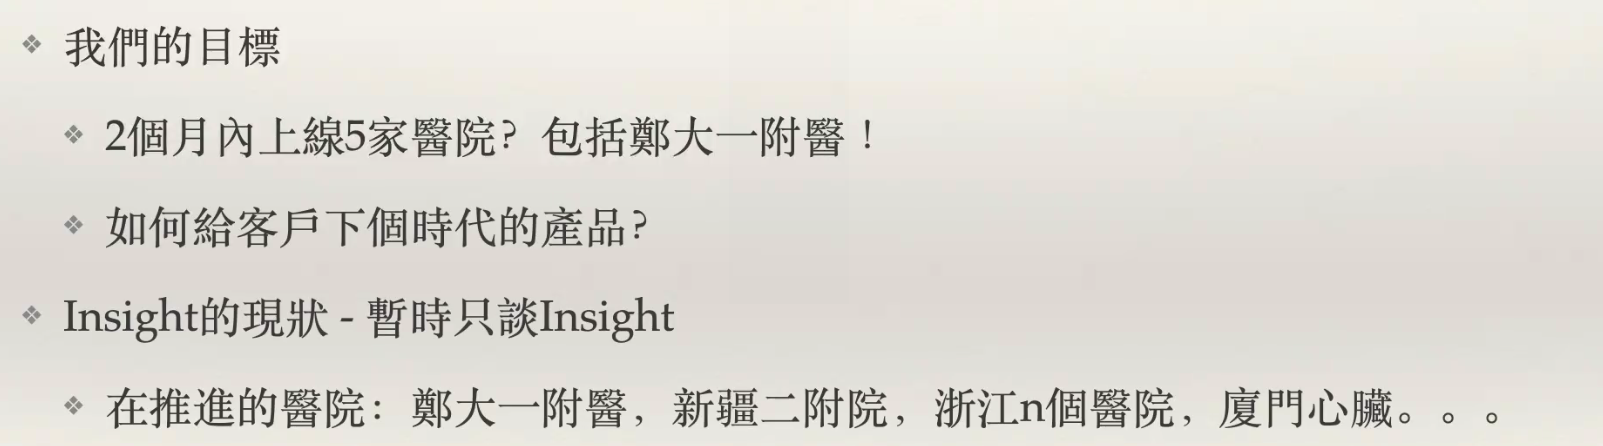 我們的目標
2個月內上線5家醫院？包括鄭大一附醫！
如何給客戶下個時代的產品？
Insight的現狀 - 暫時只談Insight
在推進的醫院：鄭大一附醫，新疆二附院，浙江n個醫院，廈門心臟。。。